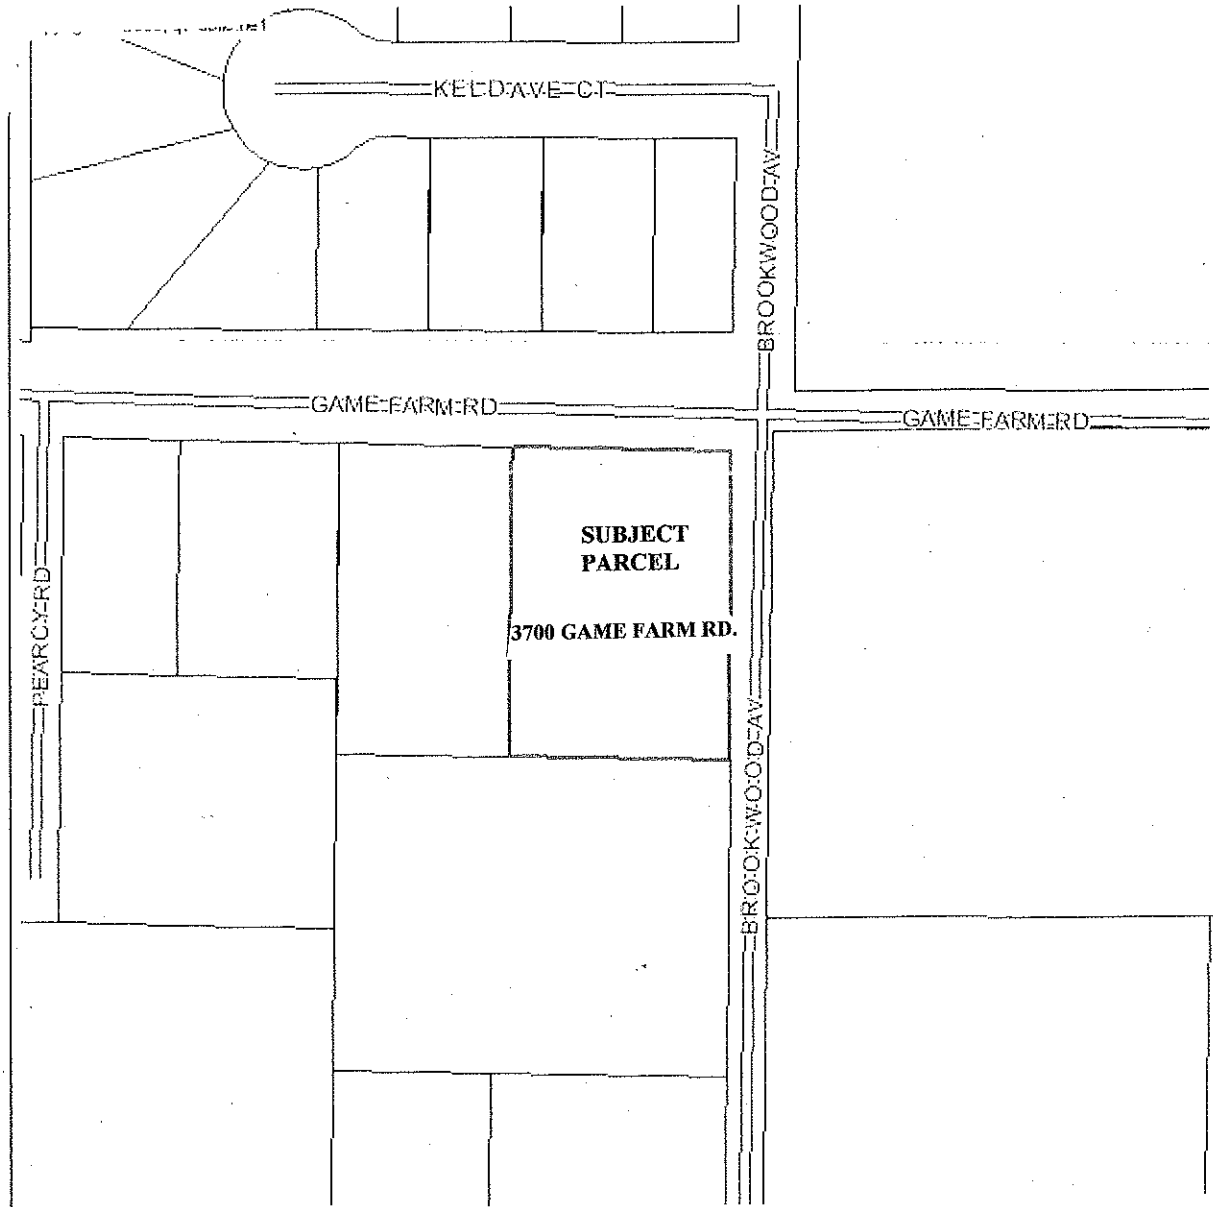 KELDAVE CT
BROOKWOOD AV
GAME FARM RD
GAME FARM RD
SUBJECT
PARCEL
3700 GAME FARM RD.
PEARCY RD
BROOKWOOD AV